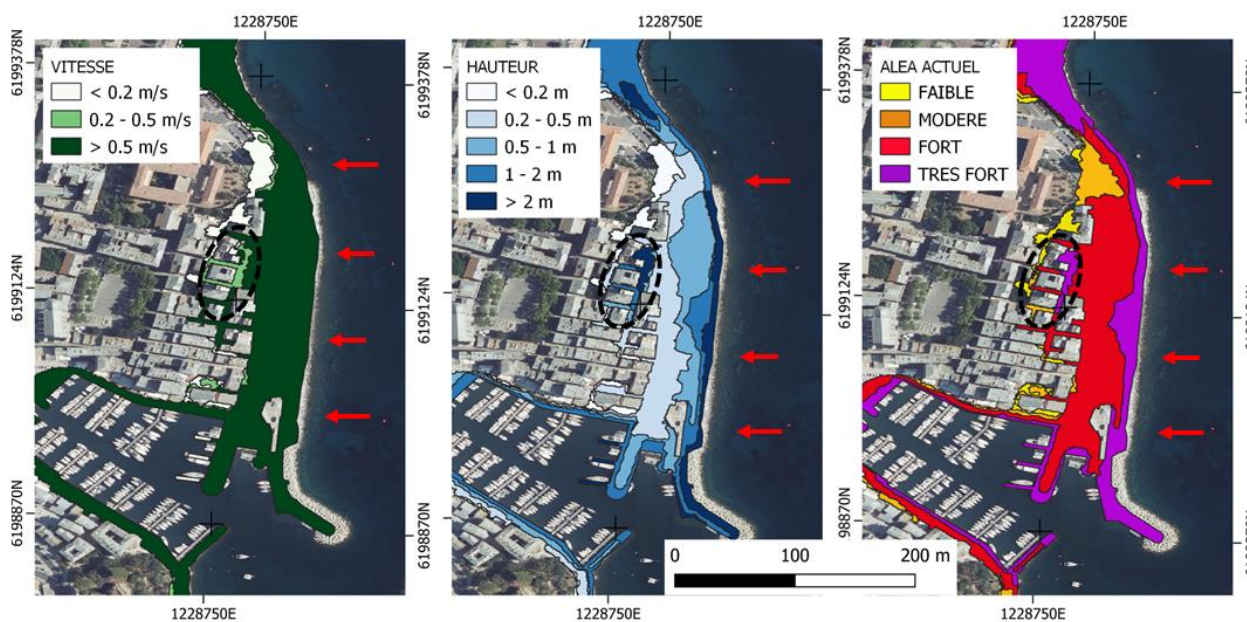 1228750E
6199378N
VITESSE
< 0.2 m/s
0.2 - 0.5 m/s
> 0.5 m/s
6199124N
6198870N
1228750E
1228750E
6199378N
HAUTEUR
< 0.2 m
0.2 - 0.5 m
0.5 - 1 m
1 - 2 m
> 2 m
6199124N
6198870N
0 100 200 m
1228750E
1228750E
6199378N
ALEA ACTUEL
FAIBLE
MODERE
FORT
TRES FORT
6199124N
98870N
1228750E